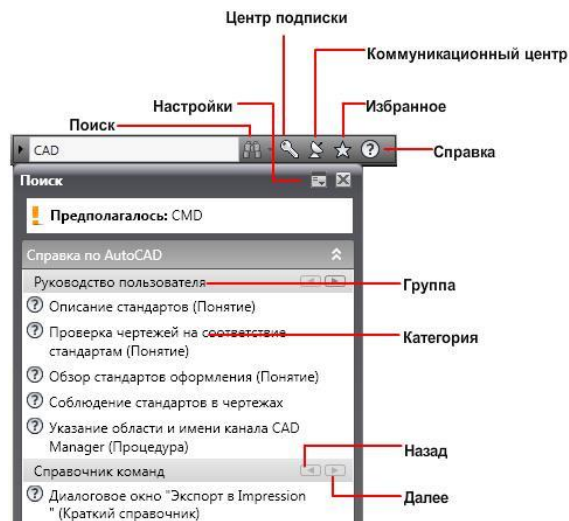 Центр подписки
Коммуникационный центр
Настройки
Избранное
Поиск
CAD
Справка
Поиск
Предполагалось: CMD
Справка по AutoCAD
Руководство пользователя
Группа
Описание стандартов (Понятие)
Проверка чертежей на соответствие
стандартам (Понятие)
Категория
Обзор стандартов оформления (Понятие)
Соблюдение стандартов в чертежах
Указание области и имени канала CAD
Manager (Процедура)
Назад
Справочник команд
Диалоговое окно "Экспорт в Impression
" (Краткий справочник)
Далее